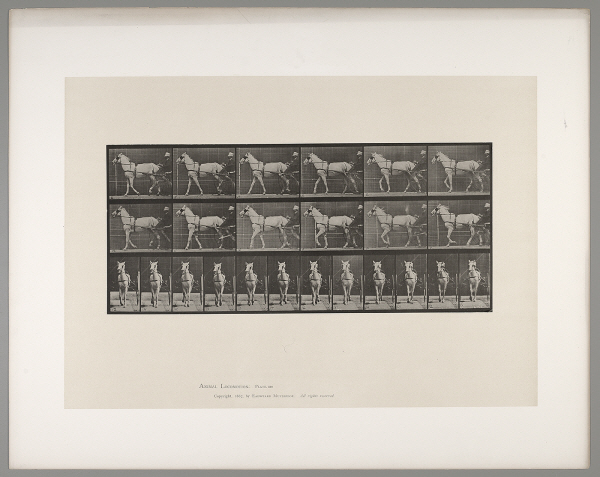 Animal Locomotion. Plate
Copyright, 1887, by Eadweard Muybridge. All rights reserved.